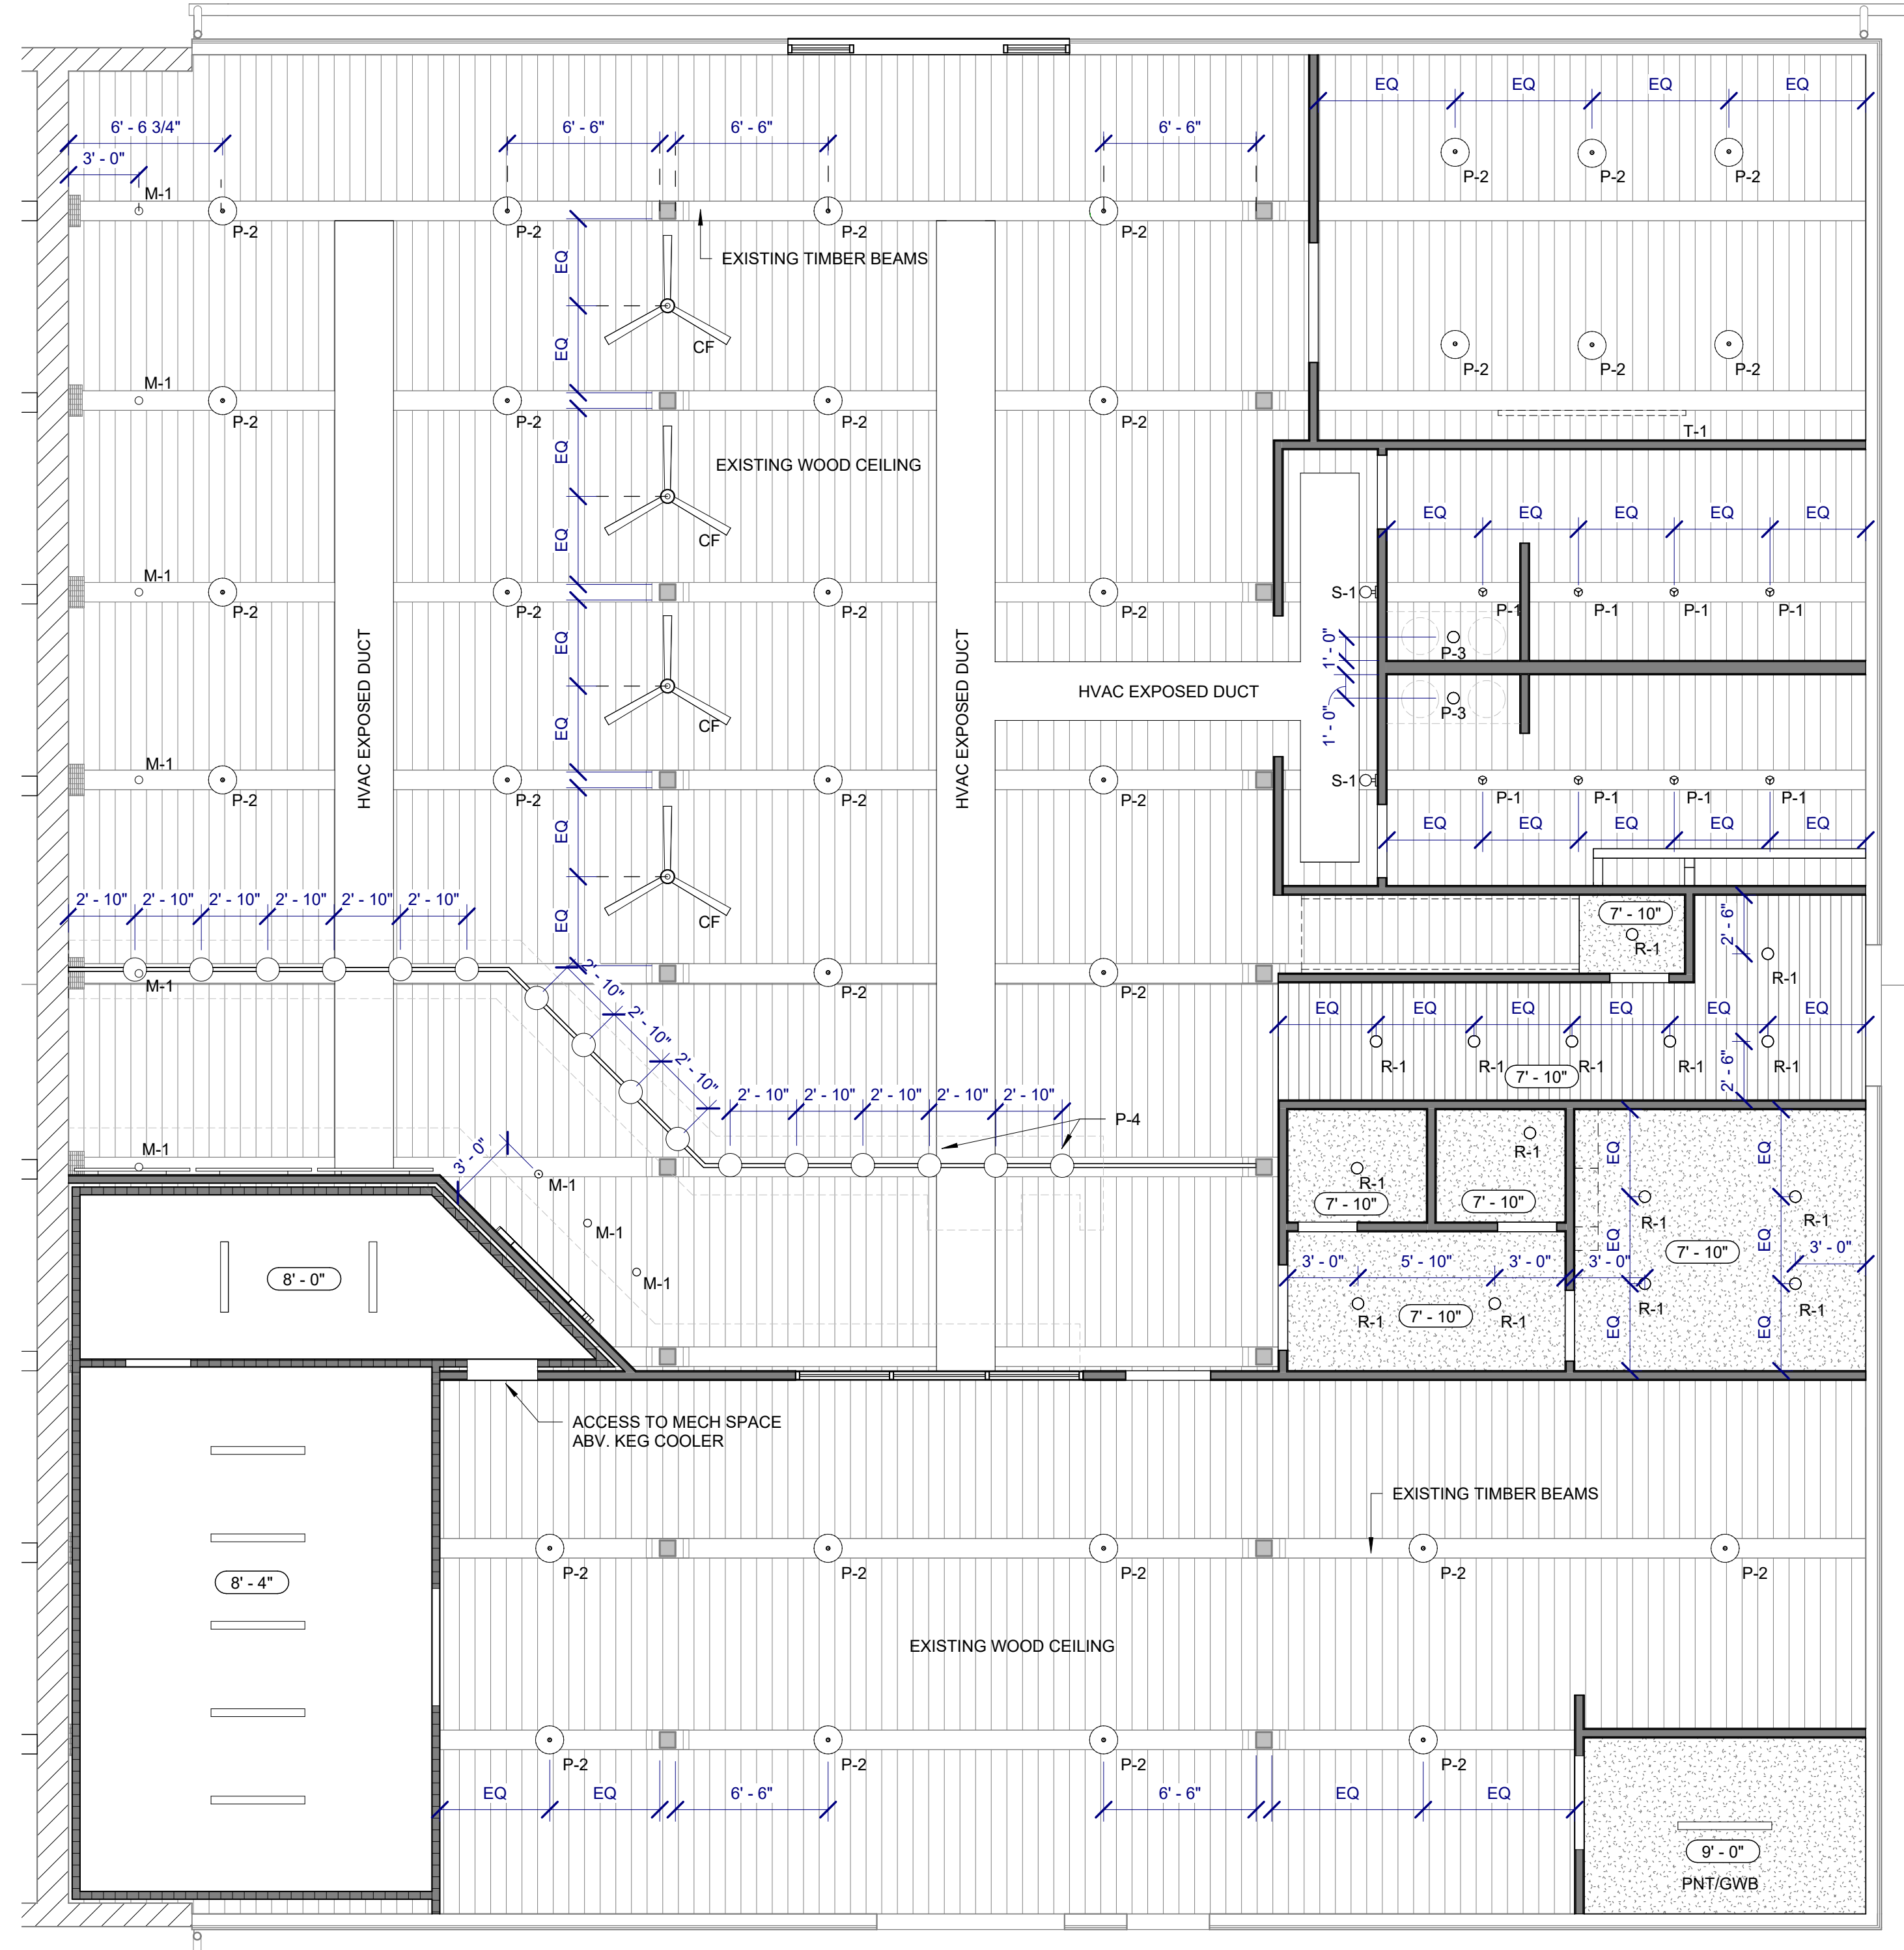 EQ EQ EQ EQ
6' - 6 3/4" 6' - 6" 6' - 6" 6' - 6"
3' - 0"
M-1
P-2 P-2 P-2
P-2 P-2 P-2 P-2
EXISTING TIMBER BEAMS
EQ
EQ
CF
P-2 P-2 P-2
M-1
P-2 P-2 P-2 P-2
T-1
EQ
EXISTING WOOD CEILING
EQ EQ EQ EQ EQ
CF
EQ
M-1
S-1
P-2 P-2 P-2 P-2
P-1 P-1 P-1 P-1
EQ
1' - 0"
P-3
HVAC EXPOSED DUCT
HVAC EXPOSED DUCT
HVAC EXPOSED DUCT
CF
EQ
1' - 0"
P-3
M-1
S-1
P-2 P-2 P-2 P-2
P-1 P-1 P-1 P-1
EQ
EQ EQ EQ EQ EQ
2' - 10" 2' - 10" 2' - 10" 2' - 10" 2' - 10" 2' - 10"
CF
EQ
7' - 10"
R-1
2' - 6"
M-1
P-2 P-2
R-1
2' - 10"
2' - 10"
2' - 10"
EQ EQ EQ EQ EQ EQ
R-1 R-1 R-1 R-1 R-1
7' - 10"
2' - 6"
2' - 10" 2' - 10" 2' - 10" 2' - 10" 2' - 10"
P-4
M-1
3' - 0"
M-1
R-1
R-1
7' - 10" 7' - 10"
EQ EQ
R-1 R-1
M-1
EQ EQ
7' - 10"
3' - 0"
M-1
8' - 0"
3' - 0" 5' - 10" 3' - 0" 3' - 0"
R-1 R-1
7' - 10"
R-1 R-1
EQ EQ
ACCESS TO MECH SPACE
ABV. KEG COOLER
EXISTING TIMBER BEAMS
P-2 P-2 P-2 P-2 P-2
8' - 4"
EXISTING WOOD CEILING
P-2 P-2 P-2 P-2
EQ EQ 6' - 6" 6' - 6" EQ EQ
9' - 0"
PNT/GWB